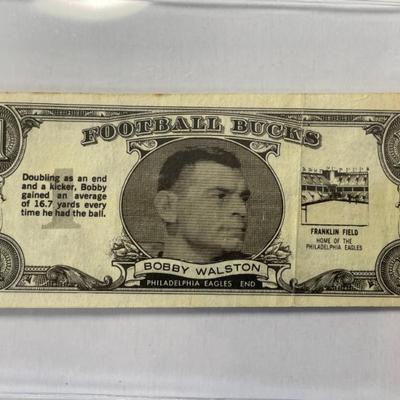 FOOTBALL BUCKS
1
Doubling as an end
and a kicker, Bobby
gained an average
of 16.7 yards every
time he had the ball.
BOBBY WALSTON
PHILADELPHIA EAGLES END
FRANKLIN FIELD
HOME OF THE
PHILADELPHIA EAGLES